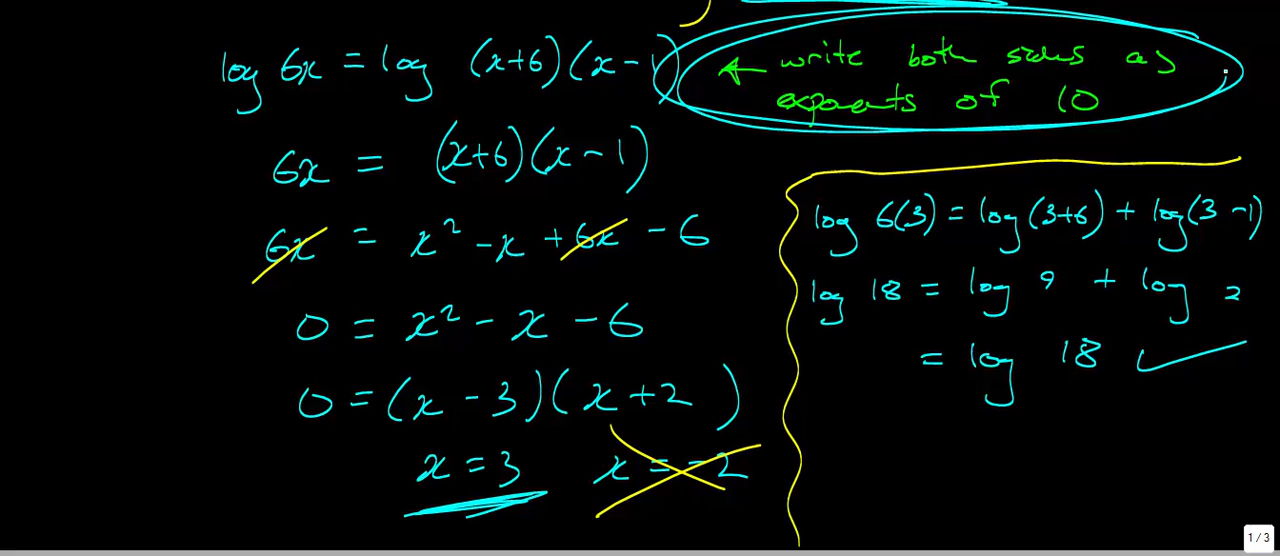 log 6x = log (x+6)(x-1)
← write both sides as
exponents of 10
6x = (x+6)(x-1)
6x = x² - x + 6x - 6
0 = x² - x - 6
0 = (x - 3)(x + 2)
x = 3 x = -2
log 6(3) = log (3+6) + log(3-1)
log 18 = log 9 + log 2
= log 18 ✓
1 / 3